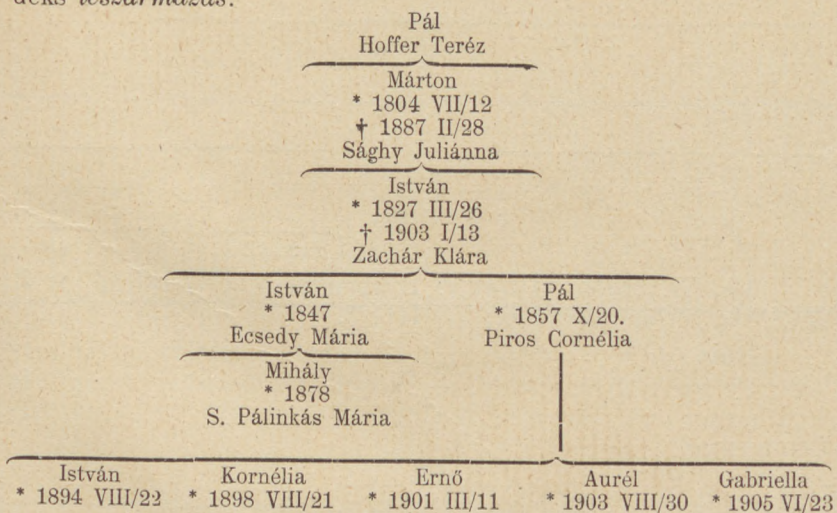 leszármazás.
Pál
Hoffer Teréz
Márton
* 1804 VII/12
† 1887 II/28
Sághy Juliánna
István
* 1827 III/26
† 1903 I/13
Zachár Klára
István
* 1847
Ecsedy Mária
Pál
* 1857 X/20.
Piros Cornélia
Mihály
* 1878
S. Pálinkás Mária
István
* 1894 VIII/22
Kornélia
* 1898 VIII/21
Ernő
* 1901 III/11
Aurél
* 1903 VIII/30
Gabriella
* 1905 VI/23